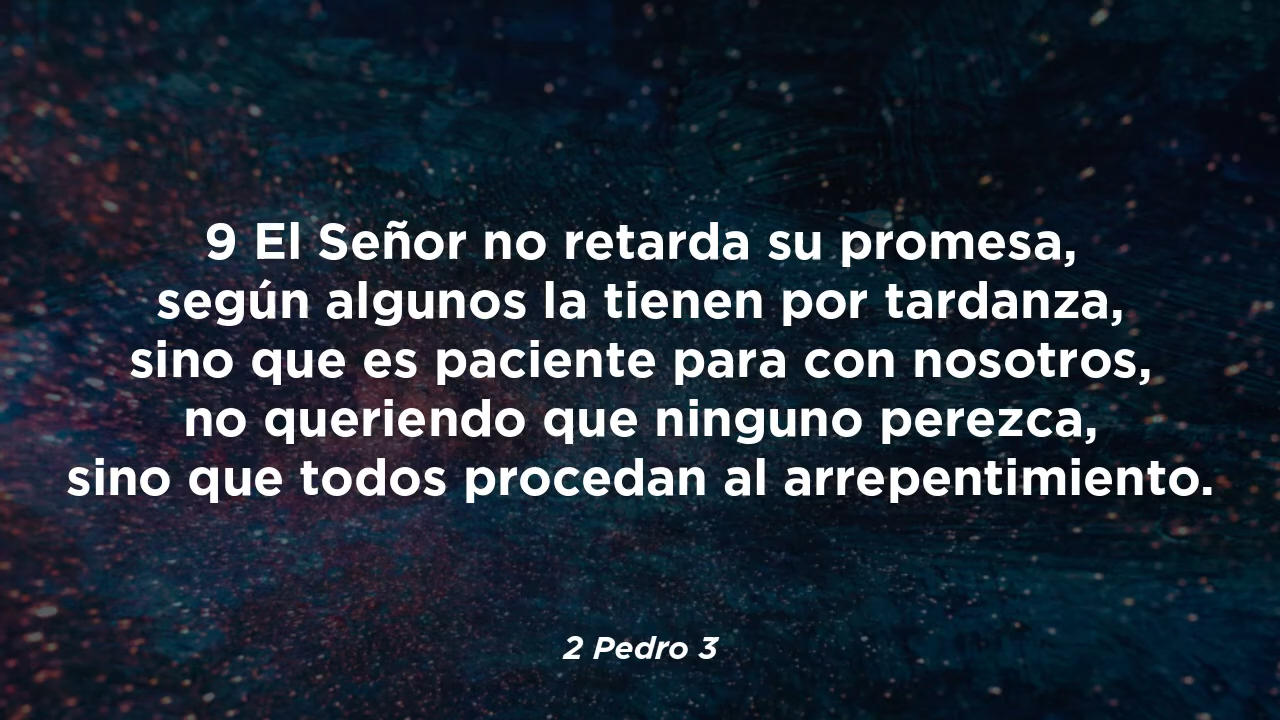 9 El Señor no retarda su promesa,
según algunos la tienen por tardanza,
sino que es paciente para con nosotros,
no queriendo que ninguno perezca,
sino que todos procedan al arrepentimiento.
2 Pedro 3